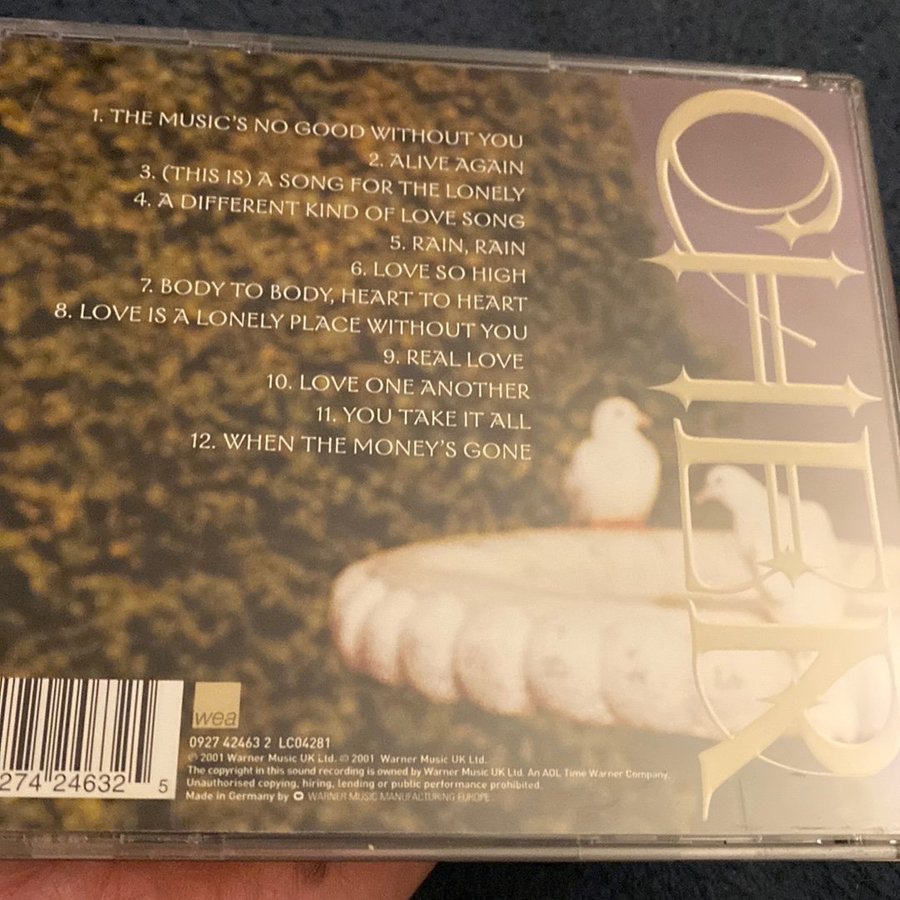 1. THE MUSIC'S NO GOOD WITHOUT YOU
2. ALIVE AGAIN
3. (THIS IS) A SONG FOR THE LONELY
4. A DIFFERENT KIND OF LOVE SONG
5. RAIN, RAIN
6. LOVE SO HIGH
7. BODY TO BODY, HEART TO HEART
8. LOVE IS A LONELY PLACE WITHOUT YOU
9. REAL LOVE
10. LOVE ONE ANOTHER
11. YOU TAKE IT ALL
12. WHEN THE MONEY'S GONE
CHER
wea
0927 42463 2 LC04281
℗ 2001 Warner Music UK Ltd. © 2001 Warner Music UK Ltd.
The copyright in this sound recording is owned by Warner Music UK Ltd. An AOL Time Warner Company.
Unauthorised copying, hiring, lending or public performance prohibited.
Made in Germany by WARNER MUSIC MANUFACTURING EUROPE
274 24632 5